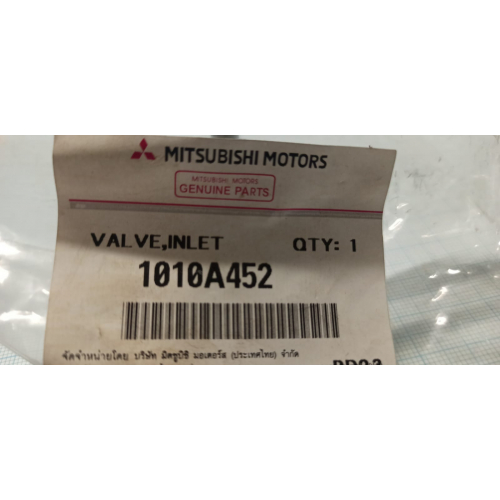 MITSUBISHI MOTORS
MITSUBISHI MOTORS
GENUINE PARTS
VALVE,INLET QTY: 1
1010A452
จัดจำหน่ายโดย บริษัท มิตซูบิชิ มอเตอร์ส (ประเทศไทย) จำกัด